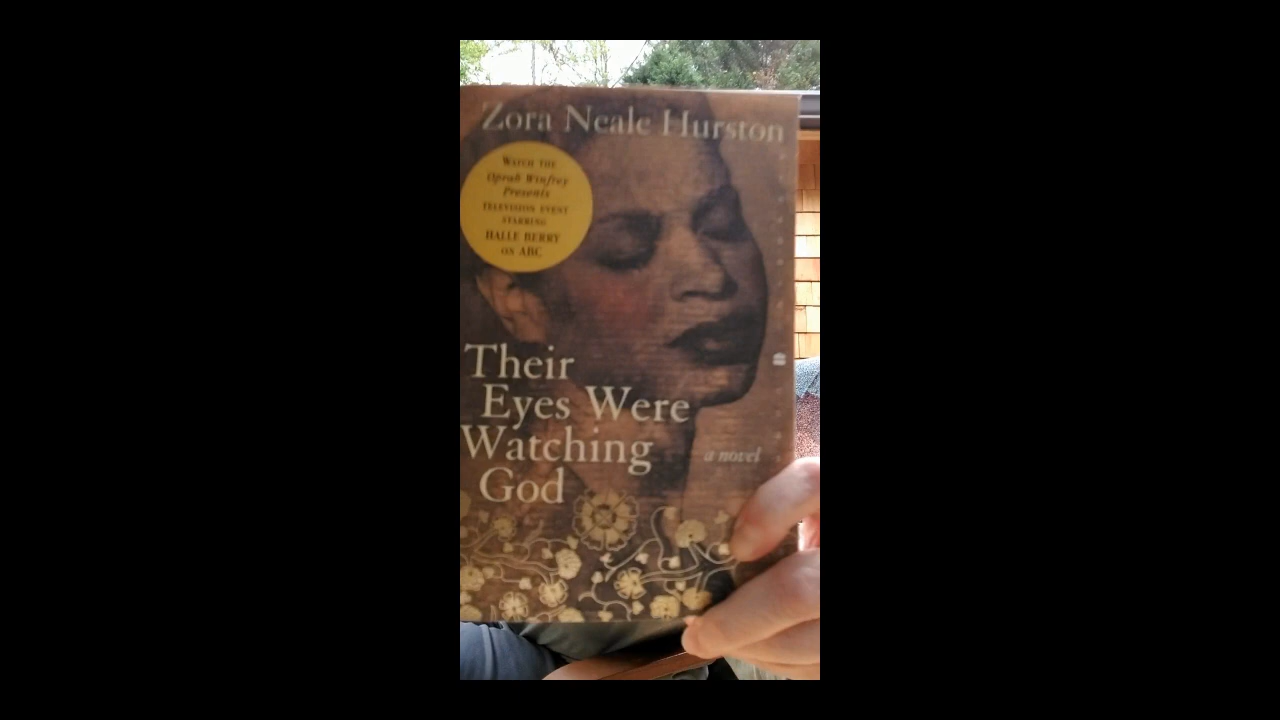 Zora Neale Hurston
WATCH THE
Oprah Winfrey
Presents
TELEVISION EVENT
STARRING
HALLE BERRY
ON ABC
Their
Eyes Were
Watching
God
a novel